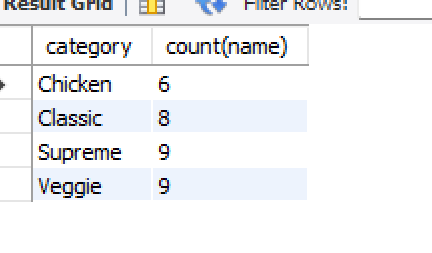 Result Grid Filter Rows:
category count(name)
Chicken 6
Classic 8
Supreme 9
Veggie 9